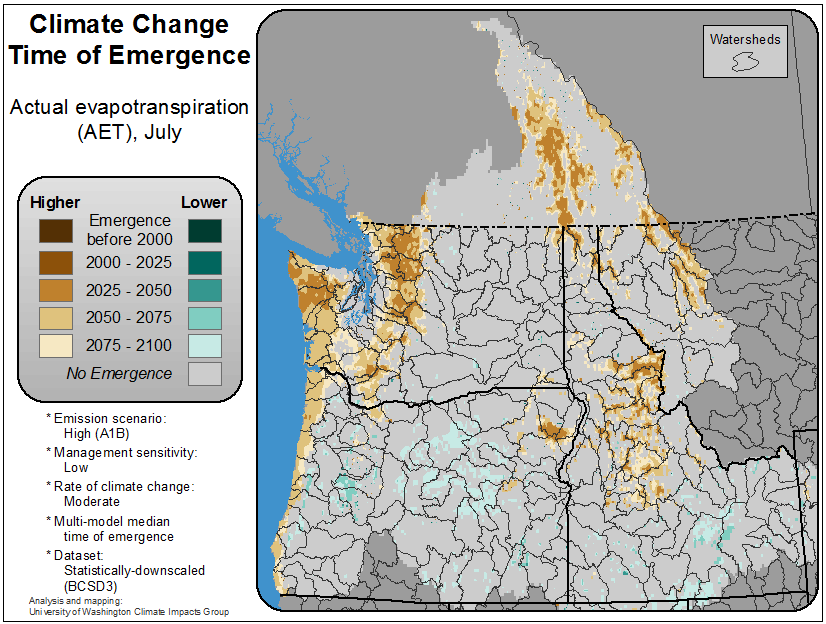 Climate Change
Time of Emergence
Actual evapotranspiration
(AET), July
Watersheds
Higher Lower
Emergence
before 2000
2000 - 2025
2025 - 2050
2050 - 2075
2075 - 2100
No Emergence
* Emission scenario:
High (A1B)
* Management sensitivity:
Low
* Rate of climate change:
Moderate
* Multi-model median
time of emergence
* Dataset:
Statistically-downscaled
(BCSD3)
Analysis and mapping:
University of Washington Climate Impacts Group